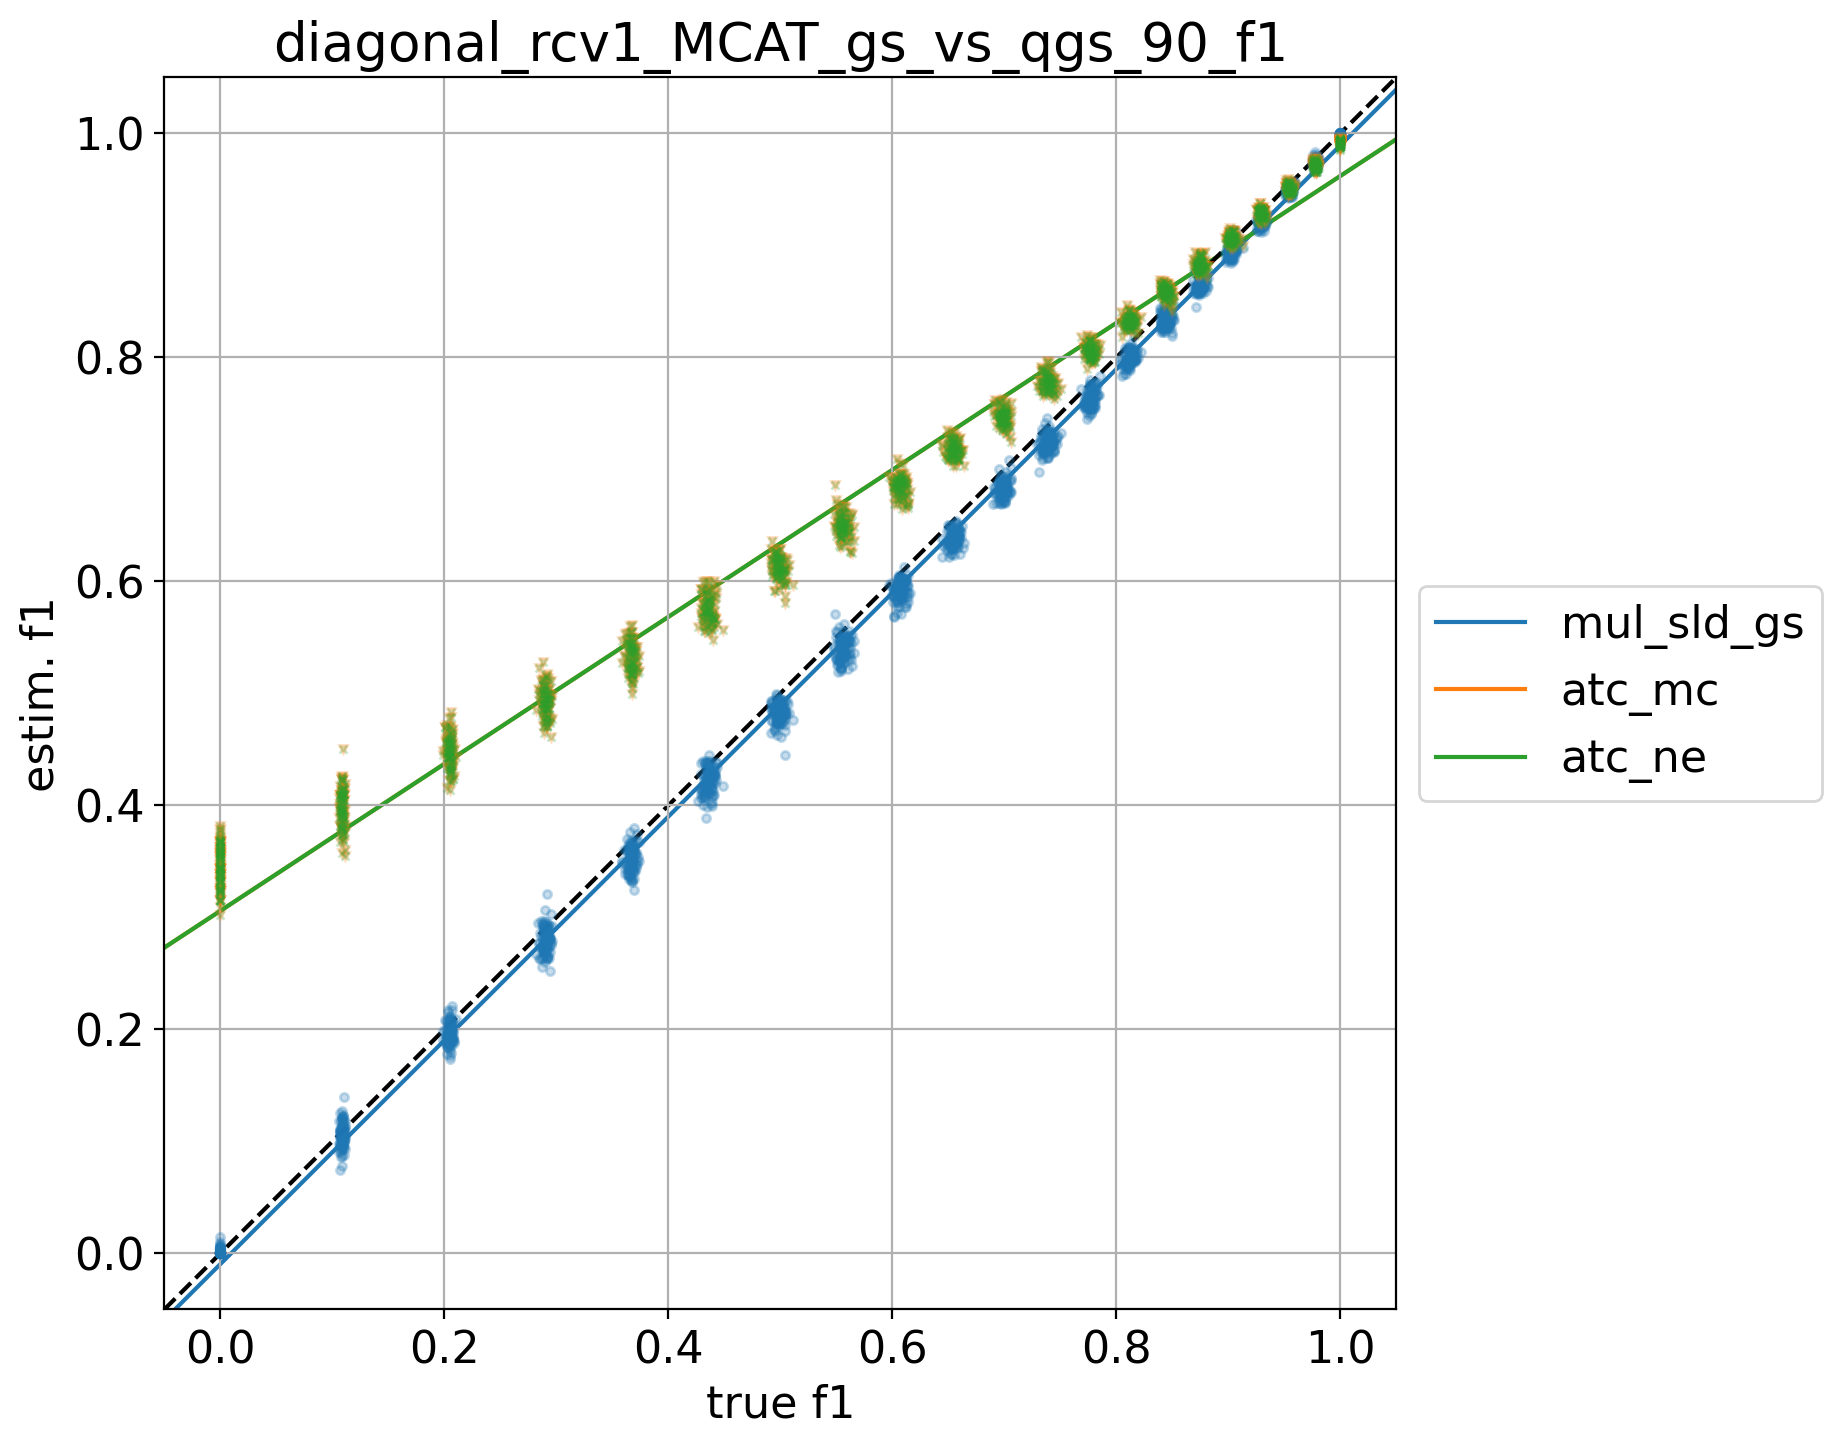 diagonal_rcv1_MCAT_gs_vs_qgs_90_f1
1.0
0.8
0.6
0.4
0.2
0.0
estim. f1
0.0 0.2 0.4 0.6 0.8 1.0
true f1
mul_sld_gs
atc_mc
atc_ne